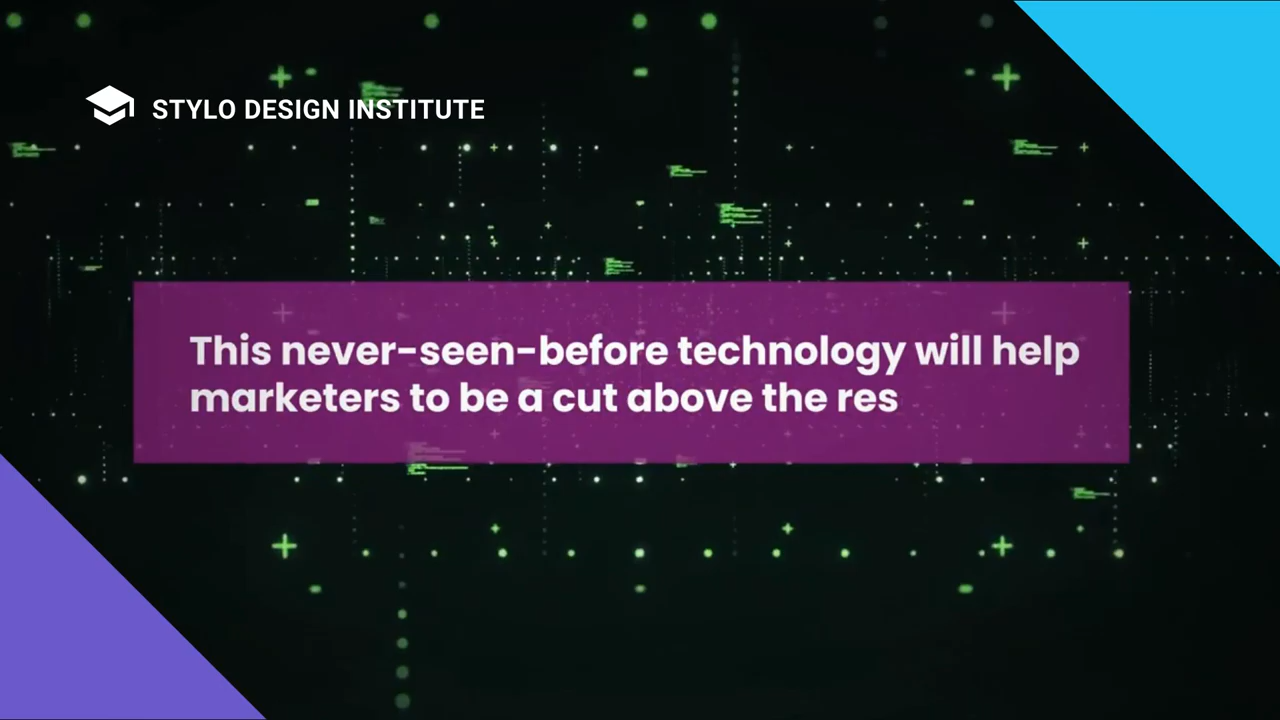 STYLO DESIGN INSTITUTE
This never-seen-before technology will help
marketers to be a cut above the res